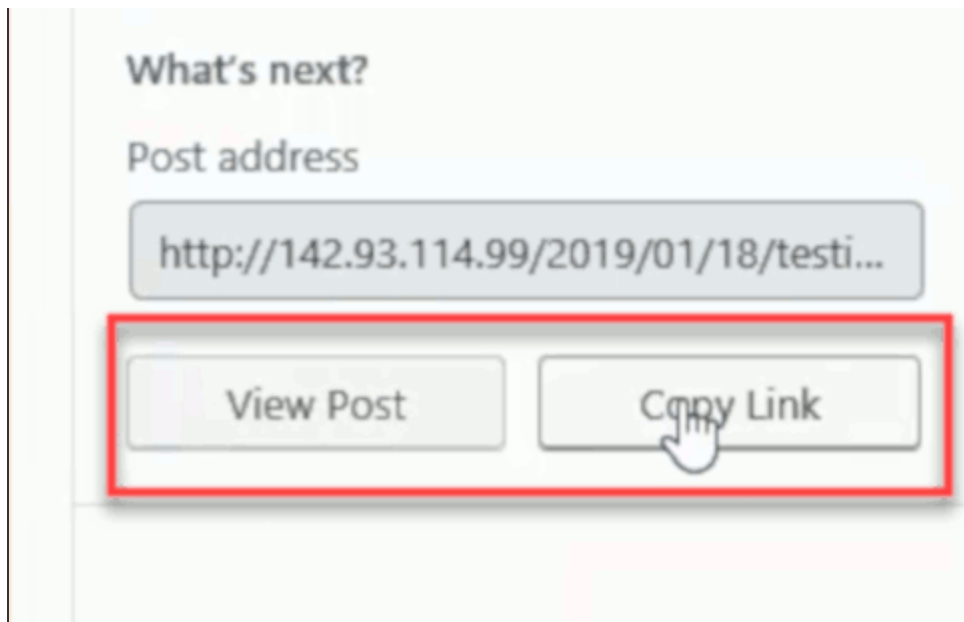 What's next?
Post address
http://142.93.114.99/2019/01/18/testi...
View Post
Copy Link